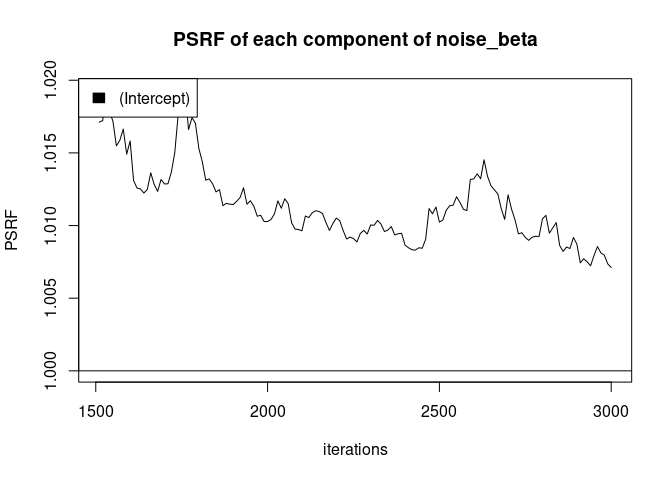 PSRF of each component of noise_beta
(Intercept)
PSRF
1.020
1.015
1.010
1.005
1.000
1500 2000 2500 3000
iterations